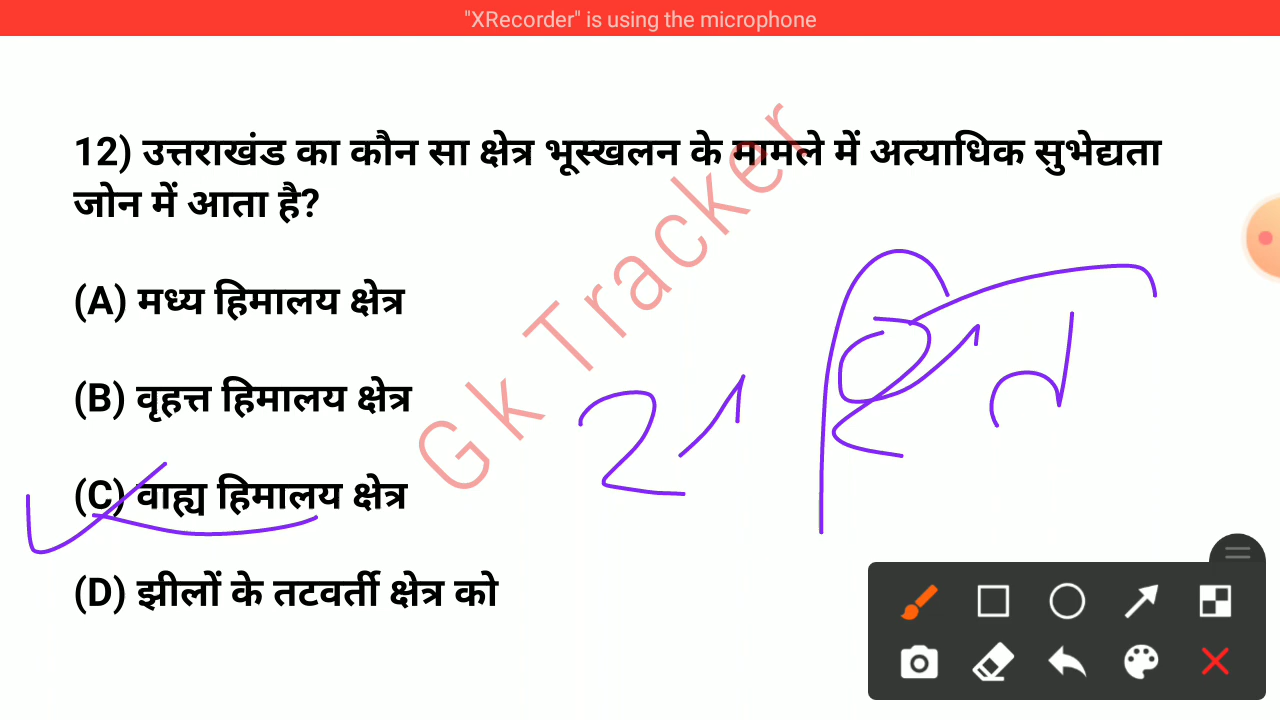 "XRecorder" is using the microphone
12) उत्तराखंड का कौन सा क्षेत्र भूस्खलन के मामले में अत्याधिक सुभेद्यता
जोन में आता है?
(A) मध्य हिमालय क्षेत्र
(B) वृहत्त हिमालय क्षेत्र
(C) वाह्य हिमालय क्षेत्र
(D) झीलों के तटवर्ती क्षेत्र को
Gk Tracker